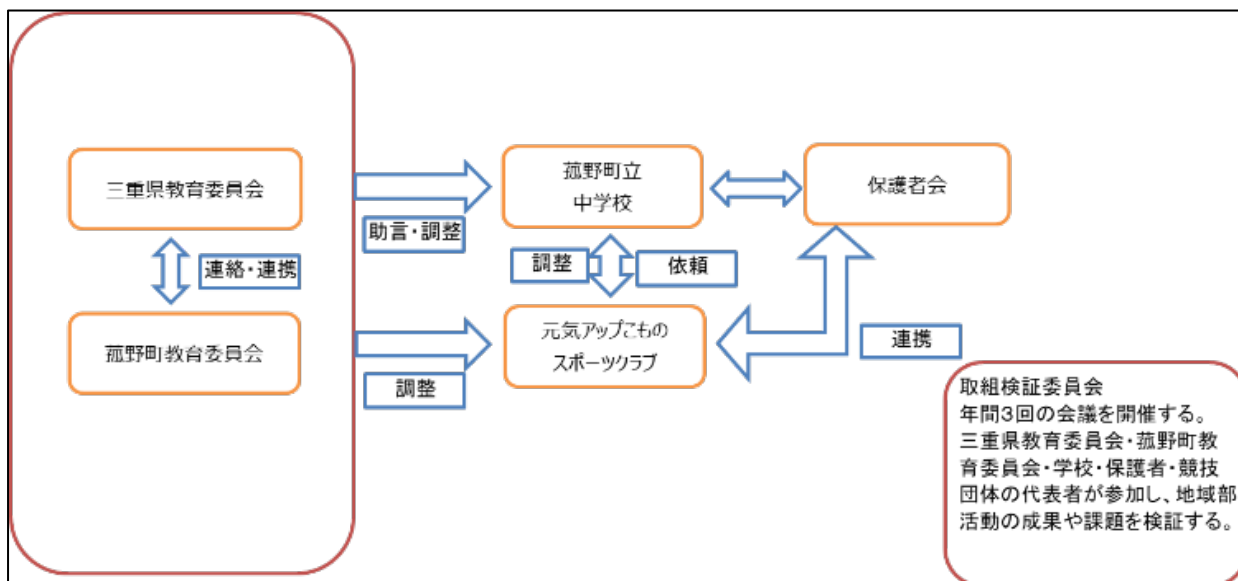 三重県教育委員会
連絡・連携
菰野町教育委員会
助言・調整
調整
菰野町立
中学校
調整
依頼
元気アップこもの
スポーツクラブ
保護者会
連携
取組検証委員会
年間3回の会議を開催する。
三重県教育委員会・菰野町教
育委員会・学校・保護者・競技
団体の代表者が参加し、地域部
活動の成果や課題を検証する。